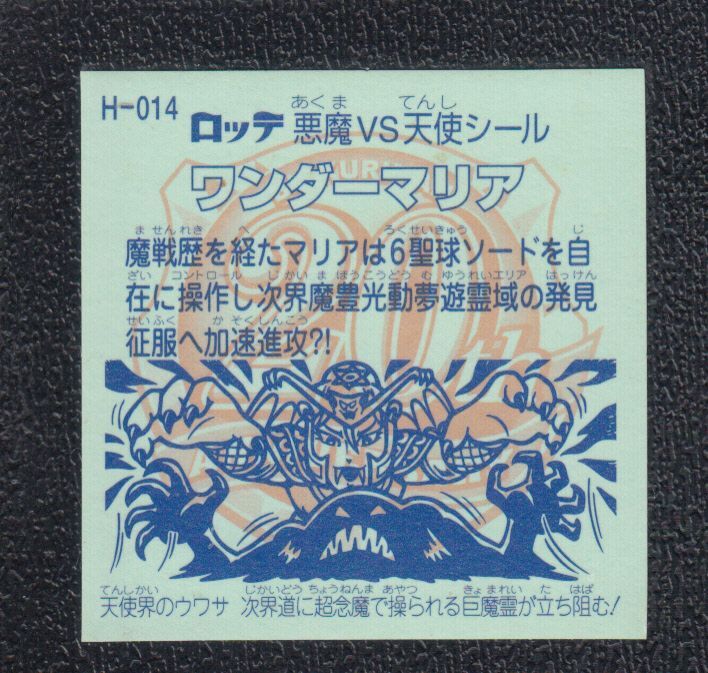 H-014
ロッテ 悪魔VS天使シール
あくま てんし
ワンダーマリア
ませんれき へ ろくせいきゅう じ
魔戦歴を経たマリアは6聖球ソードを自
ざい コントロール じかい ま ほうこうどう む ゆうれいエリア はっけん
在に操作し次界魔豊光動夢遊霊域の発見
せいふく か そくしんこう
征服へ加速進攻?!
てんしかい じかいどう ちょうねんま あやつ きょ まれい た はば
天使界のウワサ 次界道に超念魔で操られる巨魔霊が立ち阻む!